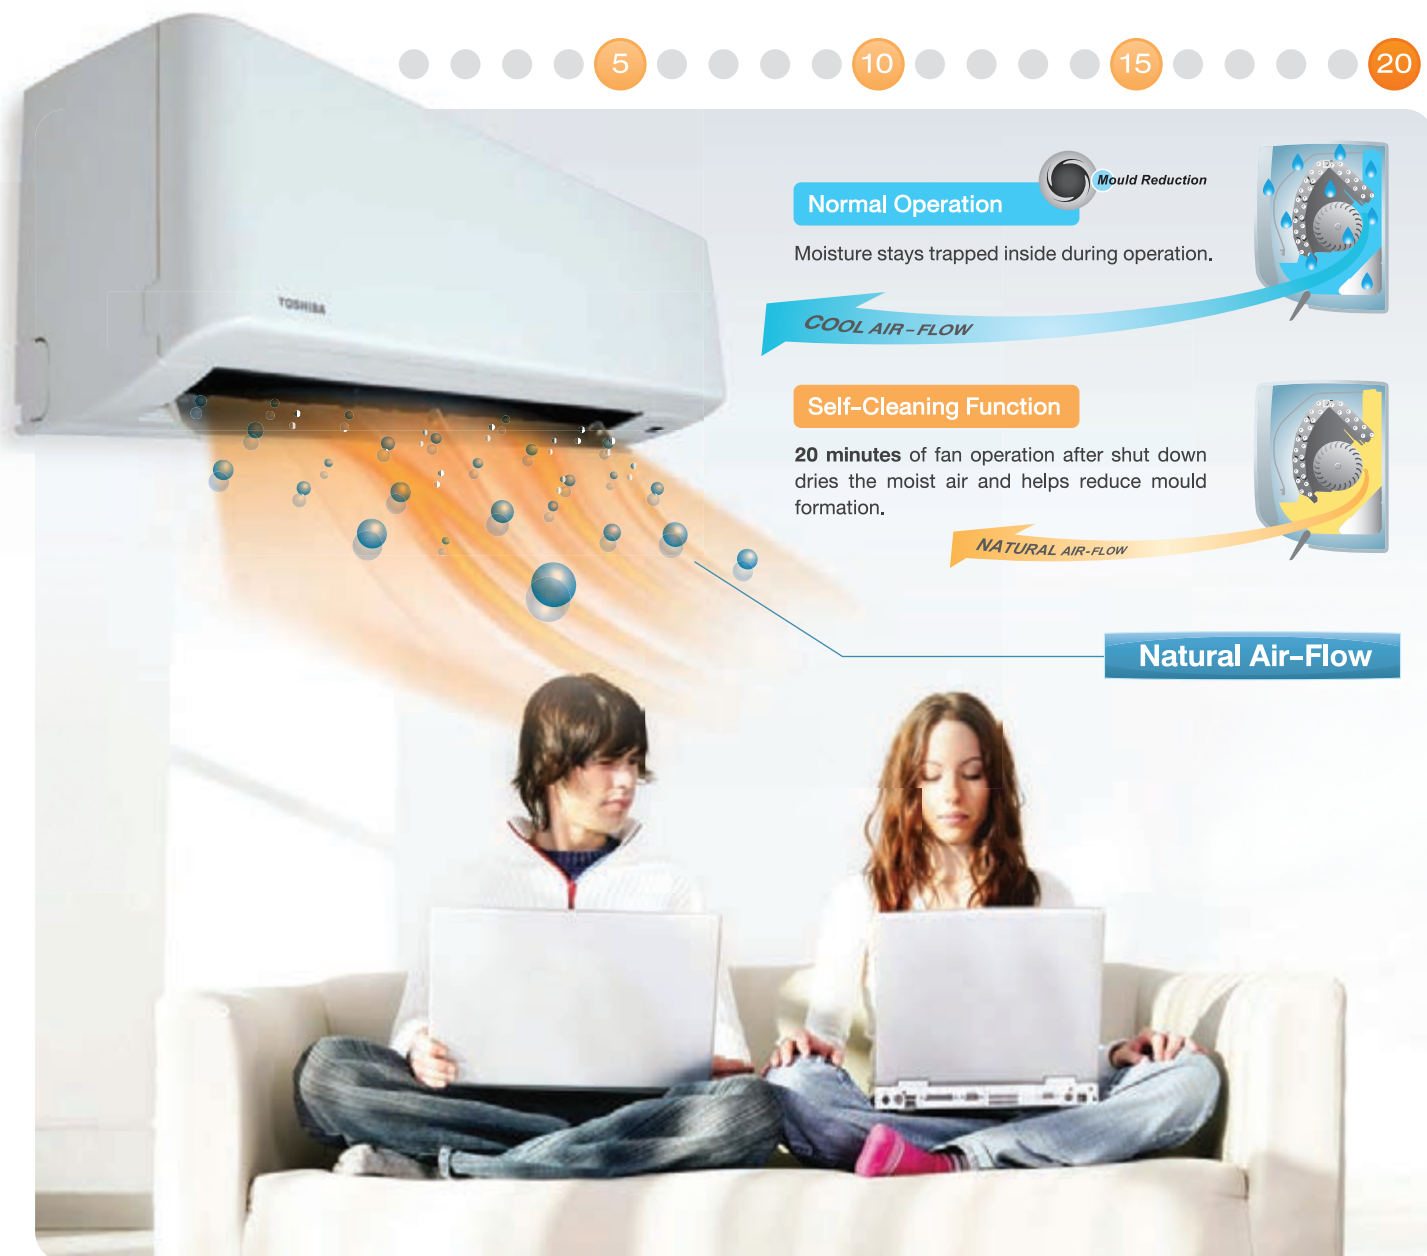 5 10 15 20
Mould Reduction
Normal Operation
Moisture stays trapped inside during operation.
COOL AIR-FLOW
TOSHIBA
Self-Cleaning Function
20 minutes of fan operation after shut down
dries the moist air and helps reduce mould
formation.
NATURAL AIR-FLOW
Natural Air-Flow